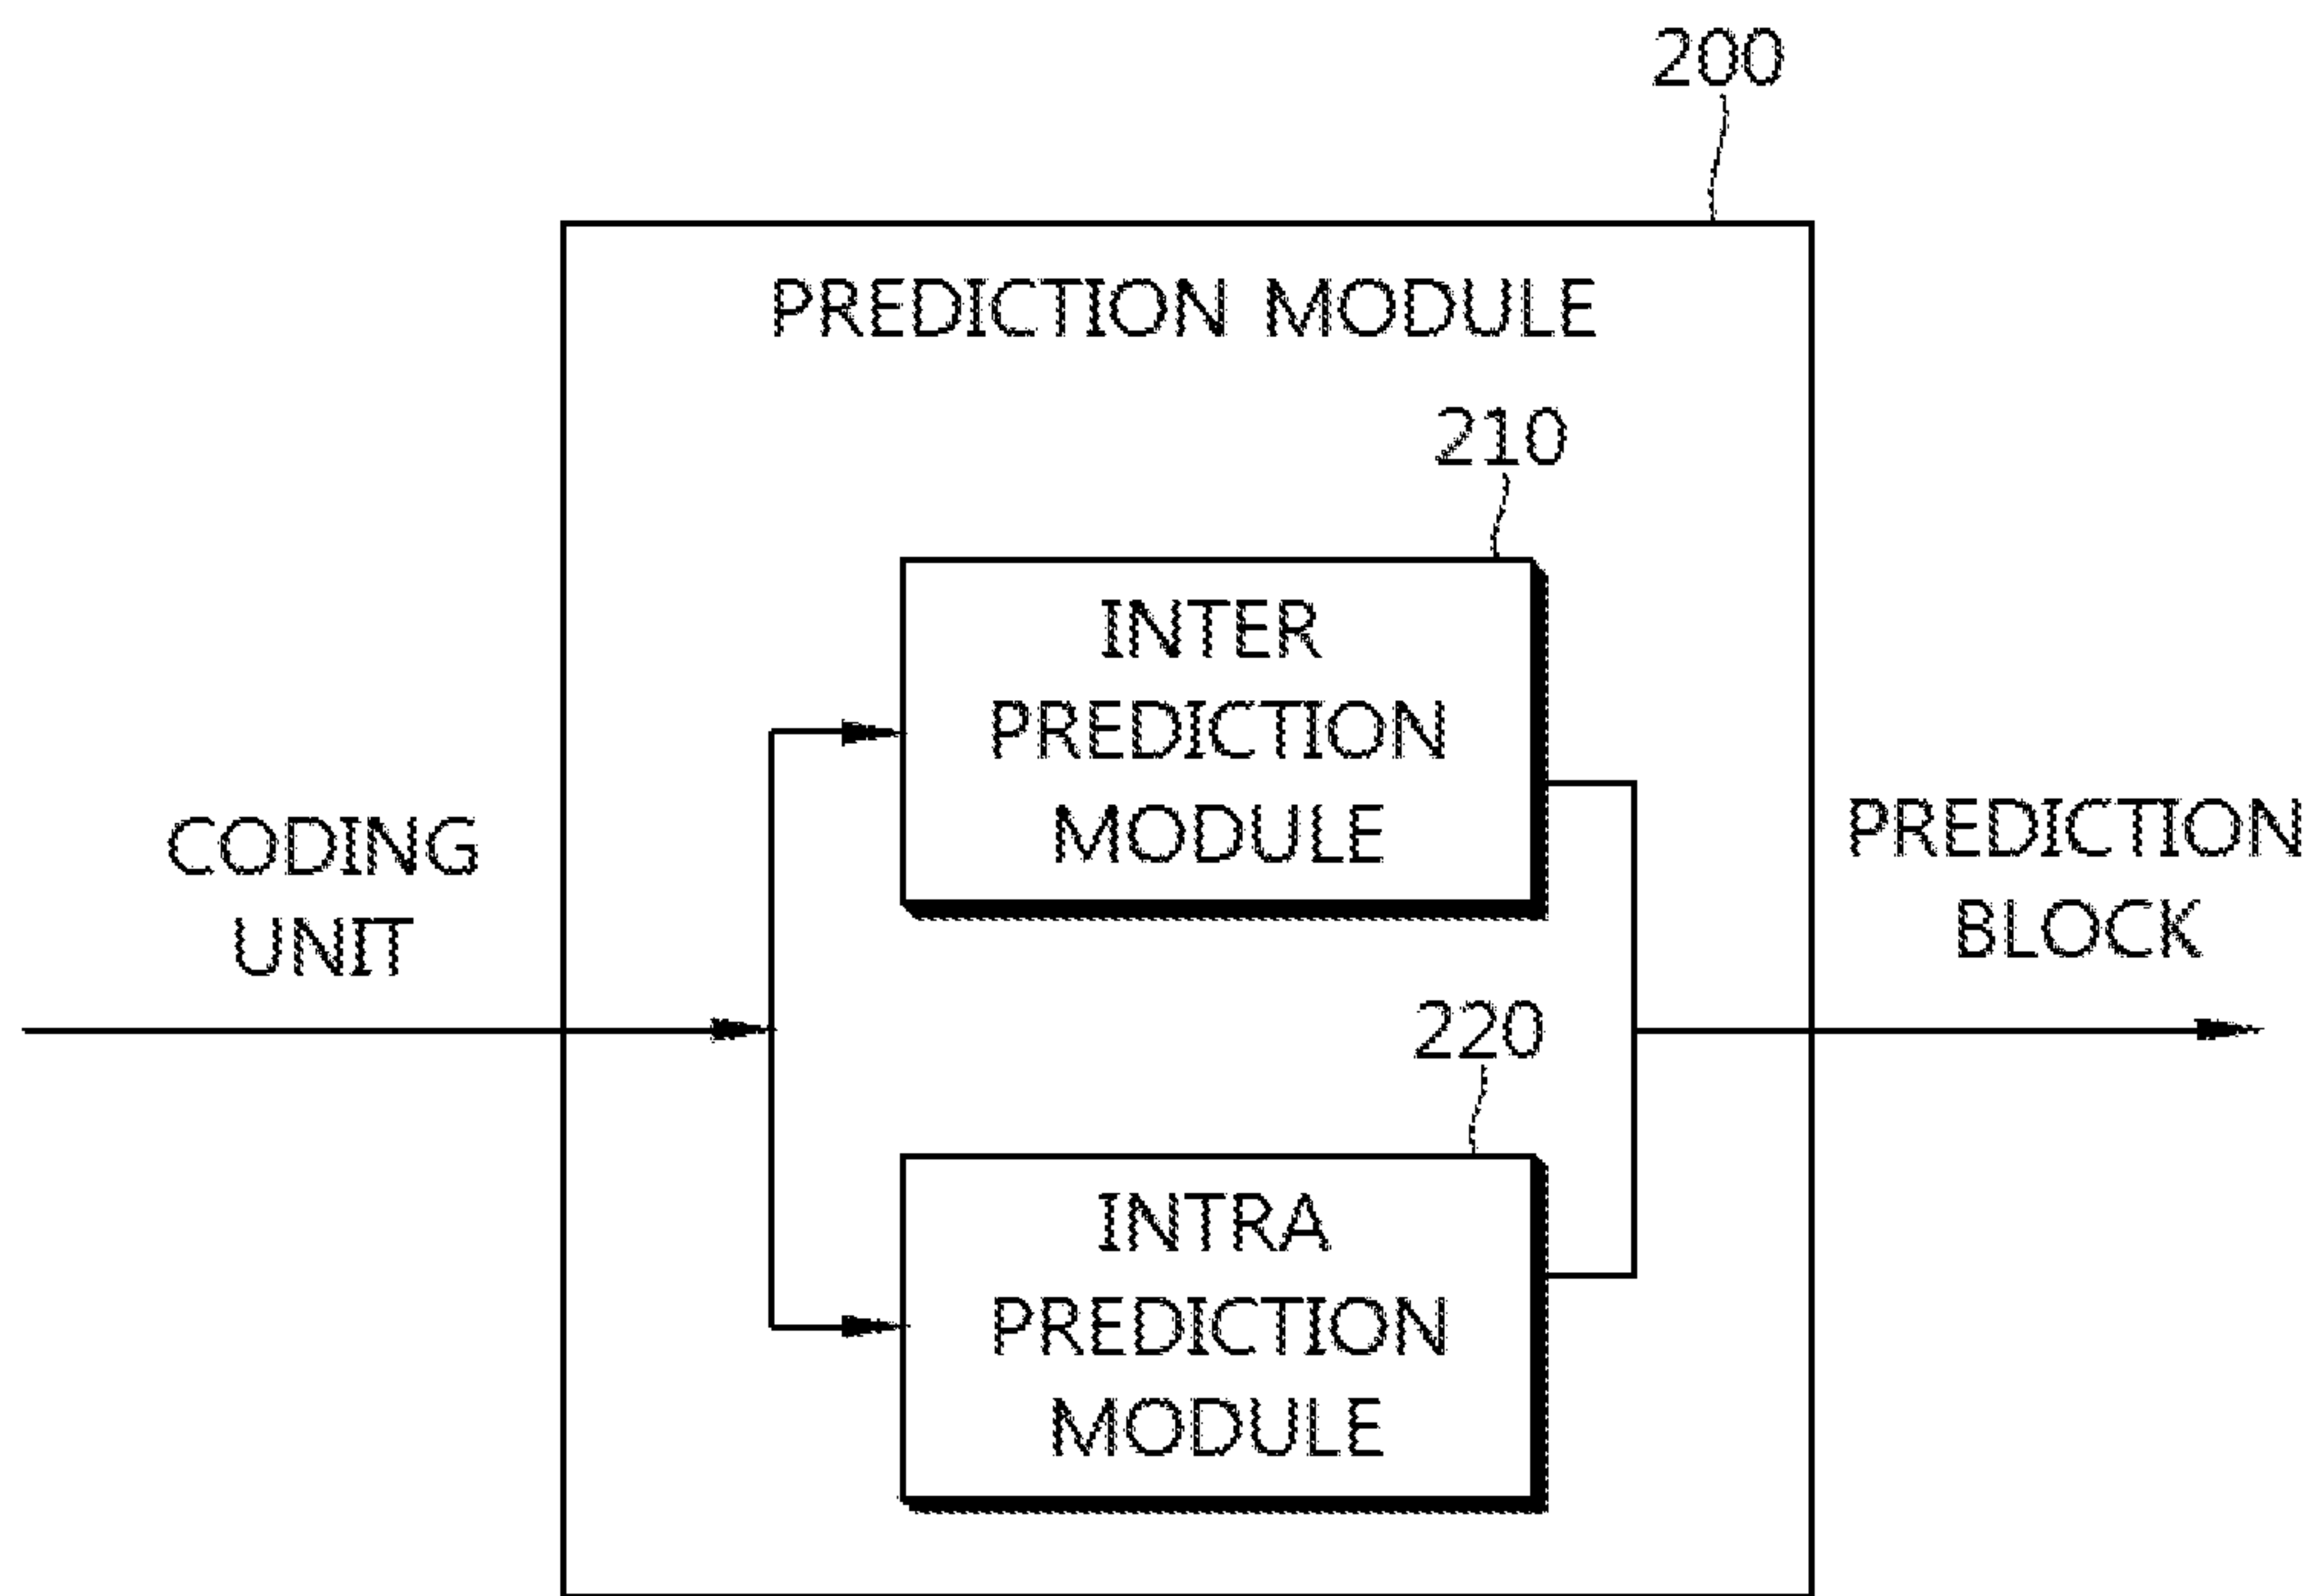 200
PREDICTION MODULE
210
INTER
PREDICTION
MODULE
CODING
UNIT
PREDICTION
BLOCK
220
INTRA
PREDICTION
MODULE